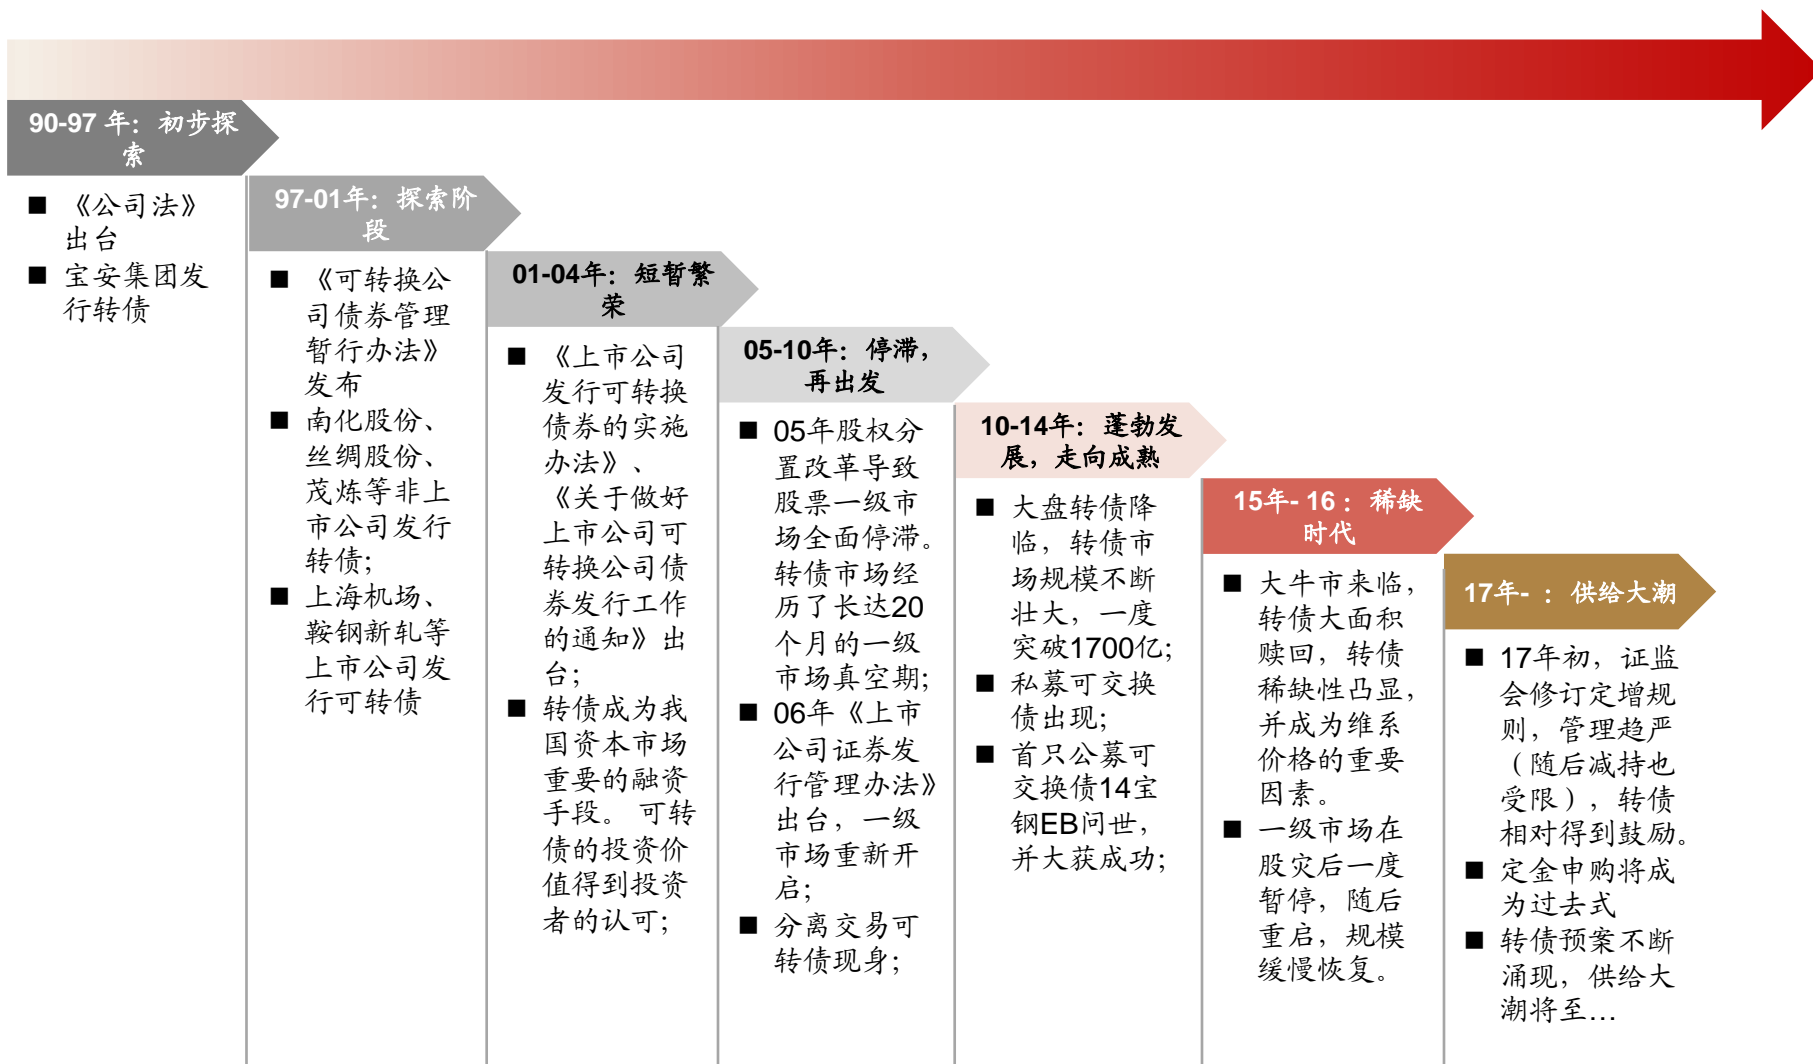 90-97 年：初步探
索
■ 《公司法》
出台
■ 宝安集团发
行转债
97-01年：探索阶
段
■ 《可转换公
司债券管理
暂行办法》
发布
■ 南化股份、
丝绸股份、
茂炼等非上
市公司发行
转债;
■ 上海机场、
鞍钢新轧等
上市公司发
行可转债
01-04年：短暂繁
荣
■ 《上市公司
发行可转换
债券的实施
办法》、
《关于做好
上市公司可
转换公司债
券发行工作
的通知》出
台;
■ 转债成为我
国资本市场
重要的融资
手段。可转
债的投资价
值得到投资
者的认可;
05-10年：停滞，
再出发
■ 05年股权分
置改革导致
股票一级市
场全面停滞。
转债市场经
历了长达20
个月的一级
市场真空期;
■ 06年《上市
公司证券发
行管理办法》
出台，一级
市场重新开
启;
■ 分离交易可
转债现身;
10-14年：蓬勃发
展，走向成熟
■ 大盘转债降
临，转债市
场规模不断
壮大，一度
突破1700亿;
■ 私募可交换
债出现;
■ 首只公募可
交换债14宝
钢EB问世，
并大获成功;
15年- 16 ：稀缺
时代
■ 大牛市来临，
转债大面积
赎回，转债
稀缺性凸显，
并成为维系
价格的重要
因素。
■ 一级市场在
股灾后一度
暂停，随后
重启，规模
缓慢恢复。
17年- ：供给大潮
■ 17年初，证监
会修订定增规
则，管理趋严
（随后减持也
受限），转债
相对得到鼓励。
■ 定金申购将成
为过去式
■ 转债预案不断
涌现，供给大
潮将至...